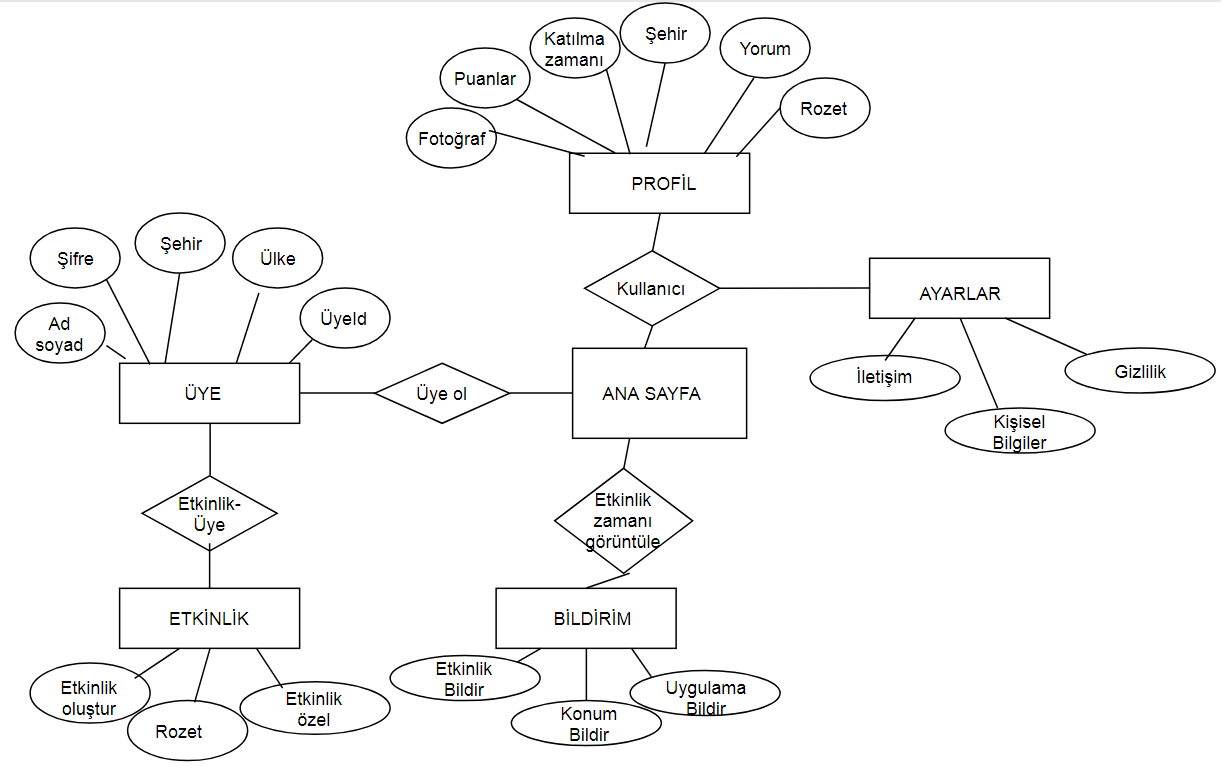 Katılma
zamanı
Şehir
Yorum
Puanlar
Rozet
Fotoğraf
PROFİL
Şifre
Şehir
Ülke
Ad
soyad
ÜyeId
Kullanıcı
AYARLAR
ÜYE
Üye ol
ANA SAYFA
İletişim
Gizlilik
Kişisel
Bilgiler
Etkinlik-
Üye
Etkinlik
zamanı
görüntüle
ETKİNLİK
BİLDİRİM
Etkinlik
oluştur
Rozet
Etkinlik
özel
Etkinlik
Bildir
Konum
Bildir
Uygulama
Bildir